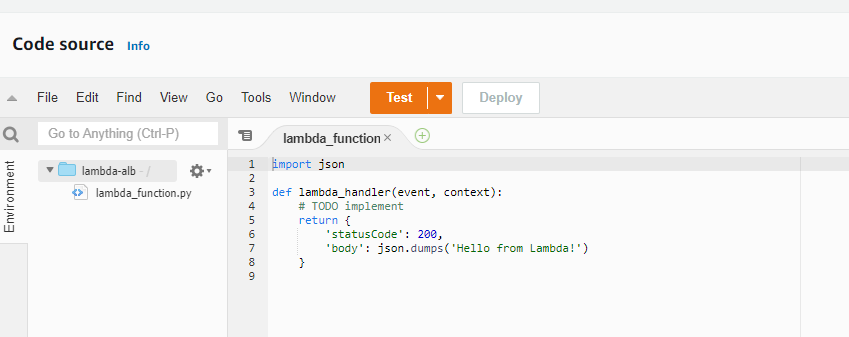 Code source Info
File Edit Find View Go Tools Window Test Deploy
Go to Anything (Ctrl-P)
lambda_function ×
Environment
lambda-alb - /
lambda_function.py
1 import json
2
3 def lambda_handler(event, context):
4     # TODO implement
5     return {
6         'statusCode': 200,
7         'body': json.dumps('Hello from Lambda!')
8     }
9